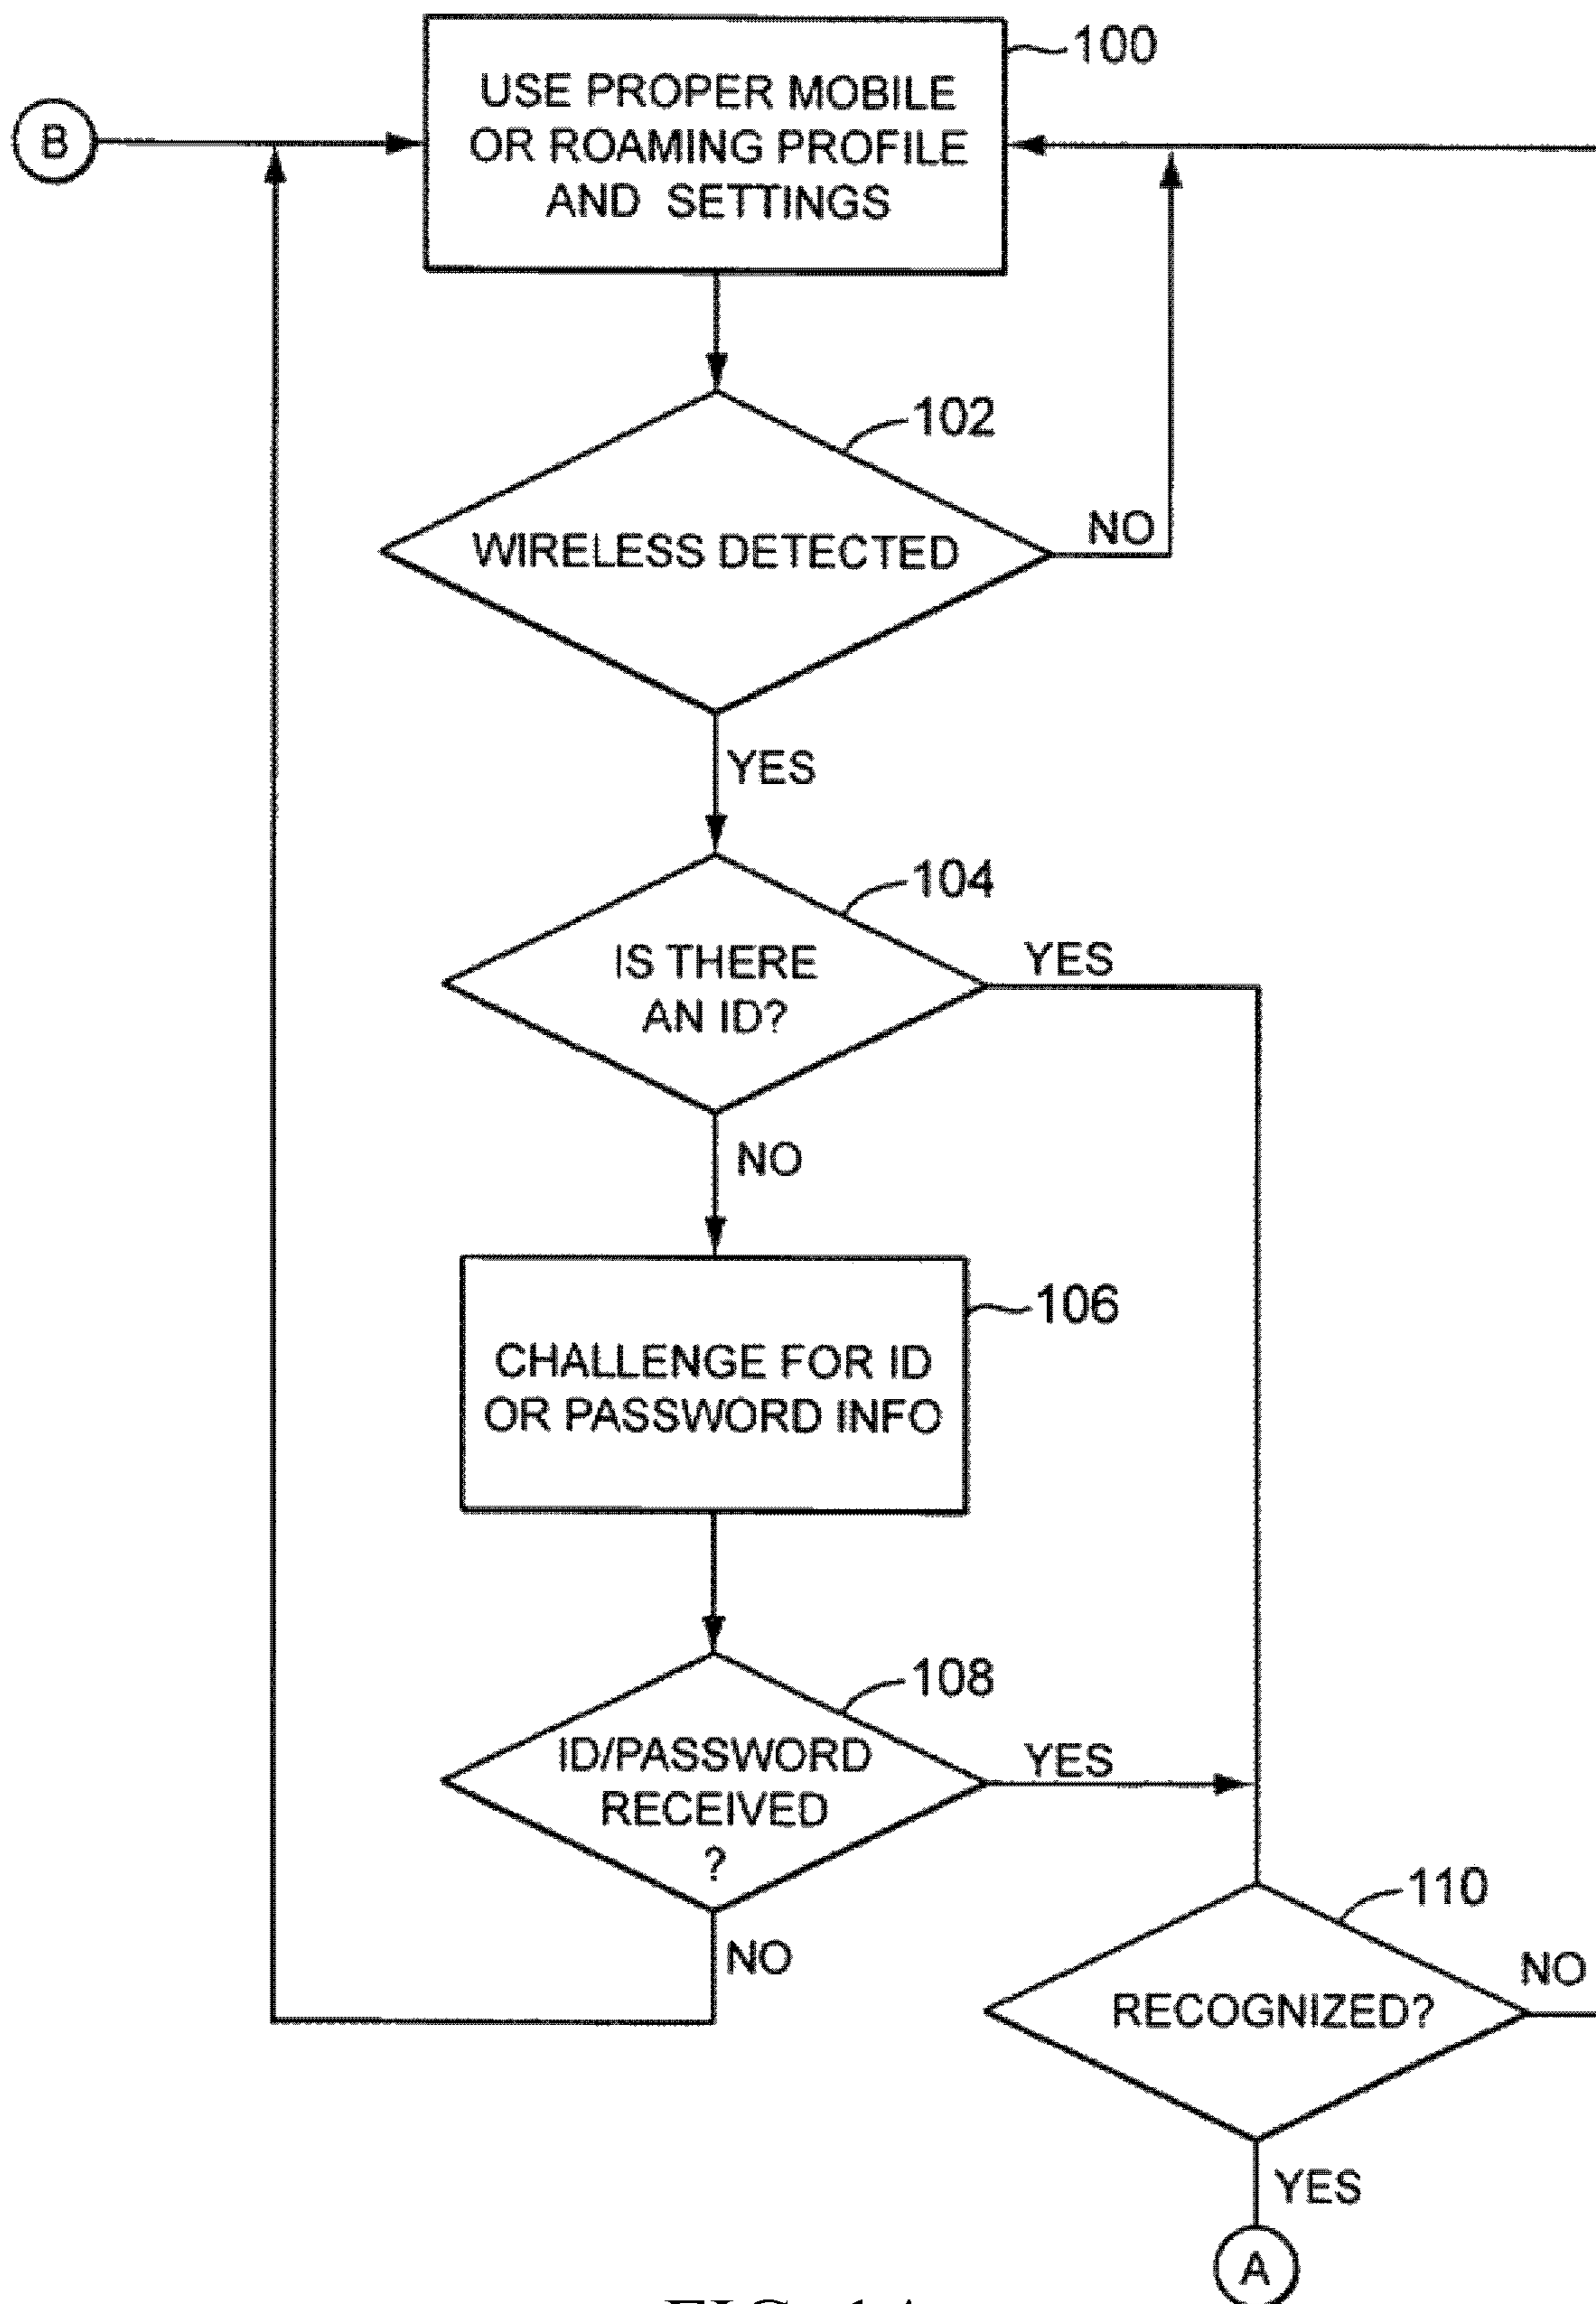 100
USE PROPER MOBILE
OR ROAMING PROFILE
AND SETTINGS
B
102
WIRELESS DETECTED
NO
YES
104
IS THERE
AN ID?
YES
NO
106
CHALLENGE FOR ID
OR PASSWORD INFO
108
ID/PASSWORD
RECEIVED
?
YES
NO
110
RECOGNIZED?
NO
YES
A